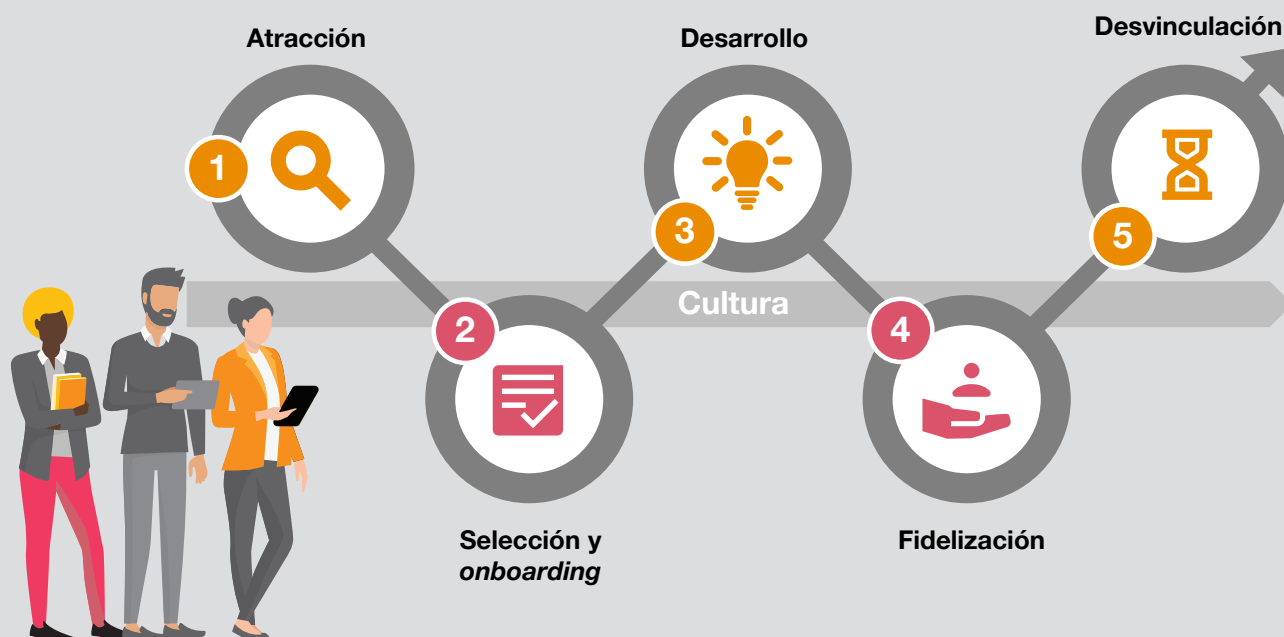 Atracción
1
Selección y
onboarding
2
Desarrollo
3
Cultura
Fidelización
4
Desvinculación
5